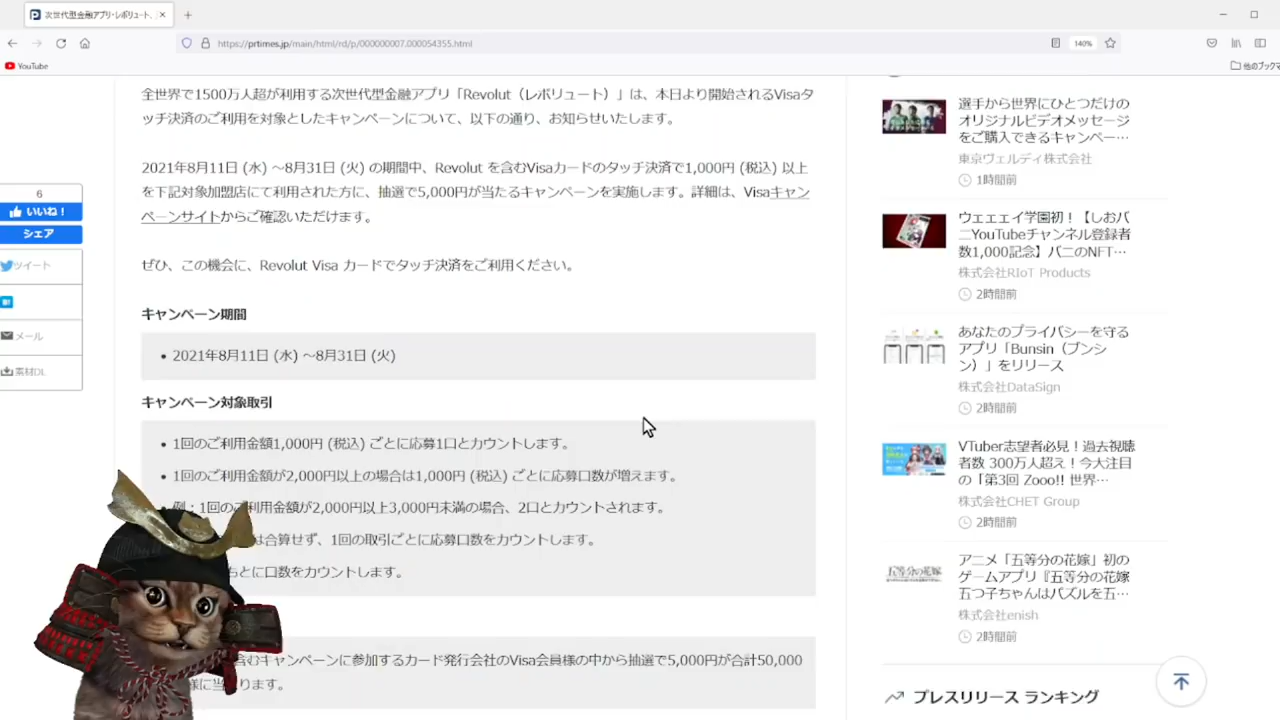 次世代型金融アプリ・レボリュート、
https://prtimes.jp/main/html/rd/p/000000007.000054355.html
140%
YouTube
他のブックマ
全世界で1500万人超が利用する次世代型金融アプリ「Revolut（レボリュート）」は、本日より開始されるVisaタ
ッチ決済のご利用を対象としたキャンペーンについて、以下の通り、お知らせいたします。
2021年8月11日 (水) ～8月31日 (火) の期間中、Revolut を含むVisaカードのタッチ決済で1,000円 (税込) 以上
を下記対象加盟店にて利用された方に、抽選で5,000円が当たるキャンペーンを実施します。詳細は、Visaキャン
ペーンサイトからご確認いただけます。
ぜひ、この機会に、Revolut Visa カードでタッチ決済をご利用ください。
キャンペーン期間
• 2021年8月11日 (水) ～8月31日 (火)
キャンペーン対象取引
• 1回のご利用金額1,000円 (税込) ごとに応募1口とカウントします。
• 1回のご利用金額が2,000円以上の場合は1,000円 (税込) ごとに応募口数が増えます。
• 例：1回のご利用金額が2,000円以上3,000円未満の場合、2口とカウントされます。
は合算せず、1回の取引ごとに応募口数をカウントします。
もとに口数をカウントします。
含むキャンペーンに参加するカード発行会社のVisa会員様の中から抽選で5,000円が合計50,000
様に当たります。
6
いいね！
シェア
ツイート
B!
メール
素材DL
選手から世界にひとつだけの
オリジナルビデオメッセージ
をご購入できるキャンペー…
東京ヴェルディ株式会社
1時間前
ウェェェイ学園初！【しおバ
ニYouTubeチャンネル登録者
数1,000記念】バニのNFT…
株式会社RIoT Products
2時間前
あなたのプライバシーを守る
アプリ「Bunsin（ブンシ
ン）」をリリース
株式会社DataSign
2時間前
VTuber志望者必見！過去視聴
者数 300万人超え！今大注目
の「第3回 Zooo!! 世界…
株式会社CHET Group
2時間前
五等分の花嫁
アニメ「五等分の花嫁」初の
ゲームアプリ『五等分の花嫁
五つ子ちゃんはパズルを五…
株式会社enish
2時間前
プレスリリース ランキング